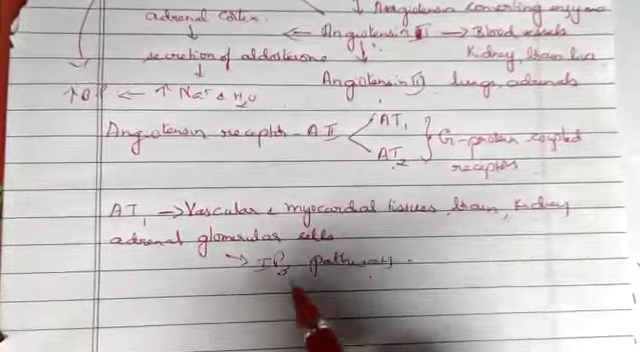 ↓ Angiotensin converting enzyme
adrenal cortex ← Angiotensin II → Blood vessels
↓ ↓ Kidney, brain
secretion of aldosterone Angiotensin III lungs, adrenals
↓
↑BP ← ↑ Na+ & H2O
Angiotensin receptor - AII < AT1 AT2 } G-protein coupled receptors
AT1 → Vascular & myocardial tissues, brain, Kidney
adrenal glomerular cells
→ IP3 pathway.